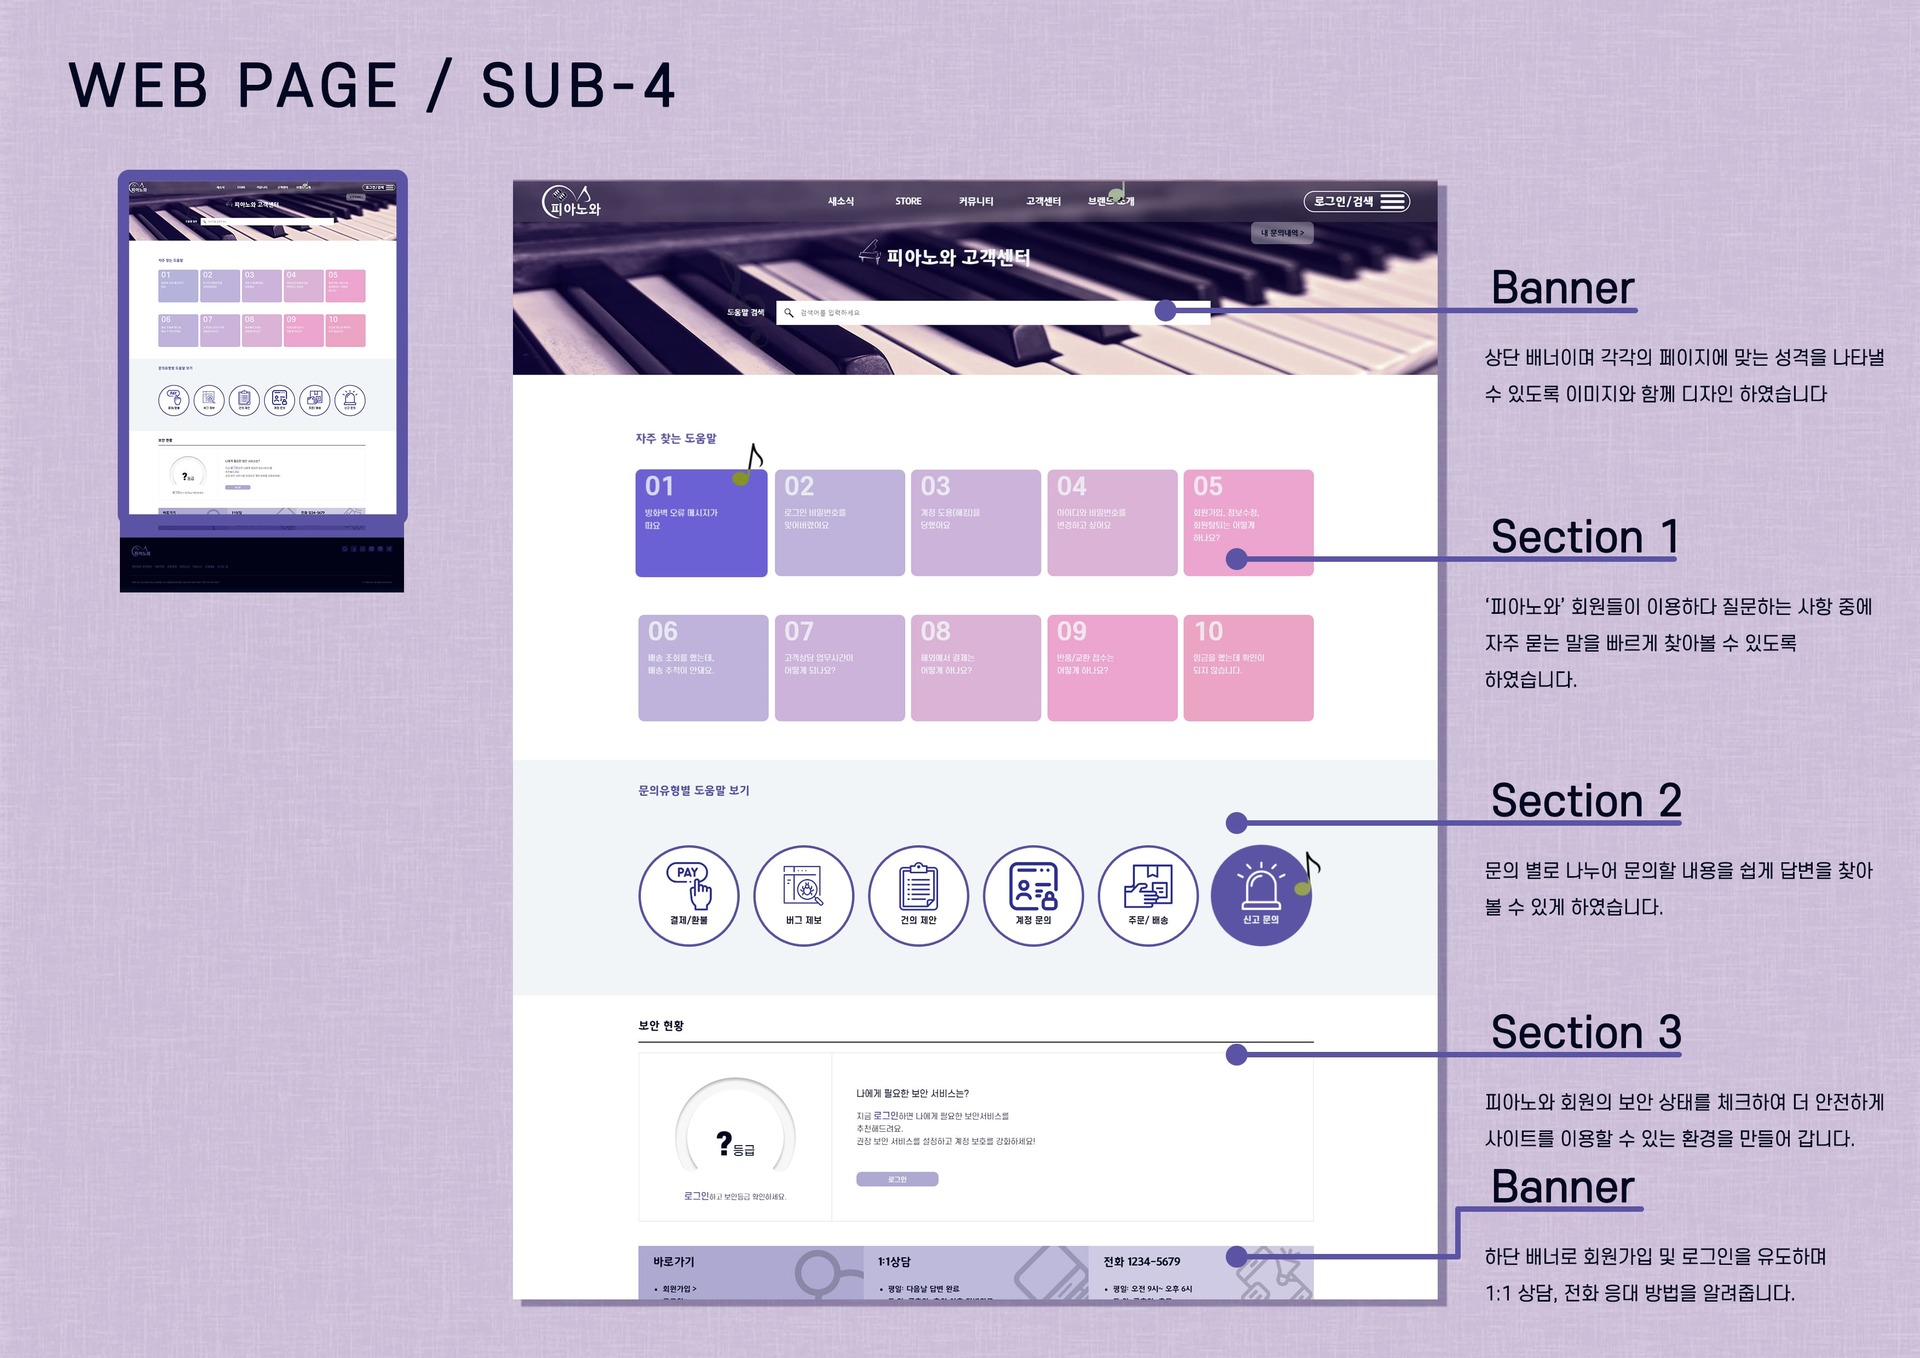 WEB PAGE / SUB-4
피아노와
새소식
STORE
커뮤니티
고객센터
로그인/검색
내 문의내역 >
피아노와 고객센터
도움말 검색
검색어를 입력하세요
자주 찾는 도움말
01
방화벽 오류 메시지가
떠요
02
로그인 비밀번호를
잊어버렸어요
03
계정 도용(해킹)을
당했어요
04
아이디와 비밀번호를
변경하고 싶어요
05
회원가입, 정보수정,
회원탈퇴는 어떻게
하나요?
06
배송 조회를 했는데,
배송 추적이 안돼요.
07
고객상담 업무시간이
어떻게 되나요?
08
해외에서 결제는
어떻게 하나요?
09
반품/교환 접수는
어떻게 하나요?
10
입금을 했는데 확인이
되지 않습니다.
문의유형별 도움말 보기
PAY
결제/환불
버그 제보
건의 제안
계정 문의
주문/ 배송
신고 문의
보안 현황
?등급
로그인하고 보안등급 확인하세요.
나에게 필요한 보안 서비스는?
지금 로그인하면 나에게 필요한 보안서비스를
추천해드려요.
권장 보안 서비스를 설정하고 계정 보호를 강화하세요!
로그인
바로가기
• 회원가입 >
1:1상담
• 평일: 다음날 답변 완료
전화 1234-5679
• 평일: 오전 9시~ 오후 6시
Banner
상단 배너이며 각각의 페이지에 맞는 성격을 나타낼
수 있도록 이미지와 함께 디자인 하였습니다
Section 1
‘피아노와’ 회원들이 이용하다 질문하는 사항 중에
자주 묻는 말을 빠르게 찾아볼 수 있도록
하였습니다.
Section 2
문의 별로 나누어 문의할 내용을 쉽게 답변을 찾아
볼 수 있게 하였습니다.
Section 3
피아노와 회원의 보안 상태를 체크하여 더 안전하게
사이트를 이용할 수 있는 환경을 만들어 갑니다.
Banner
하단 배너로 회원가입 및 로그인을 유도하며
1:1 상담, 전화 응대 방법을 알려줍니다.